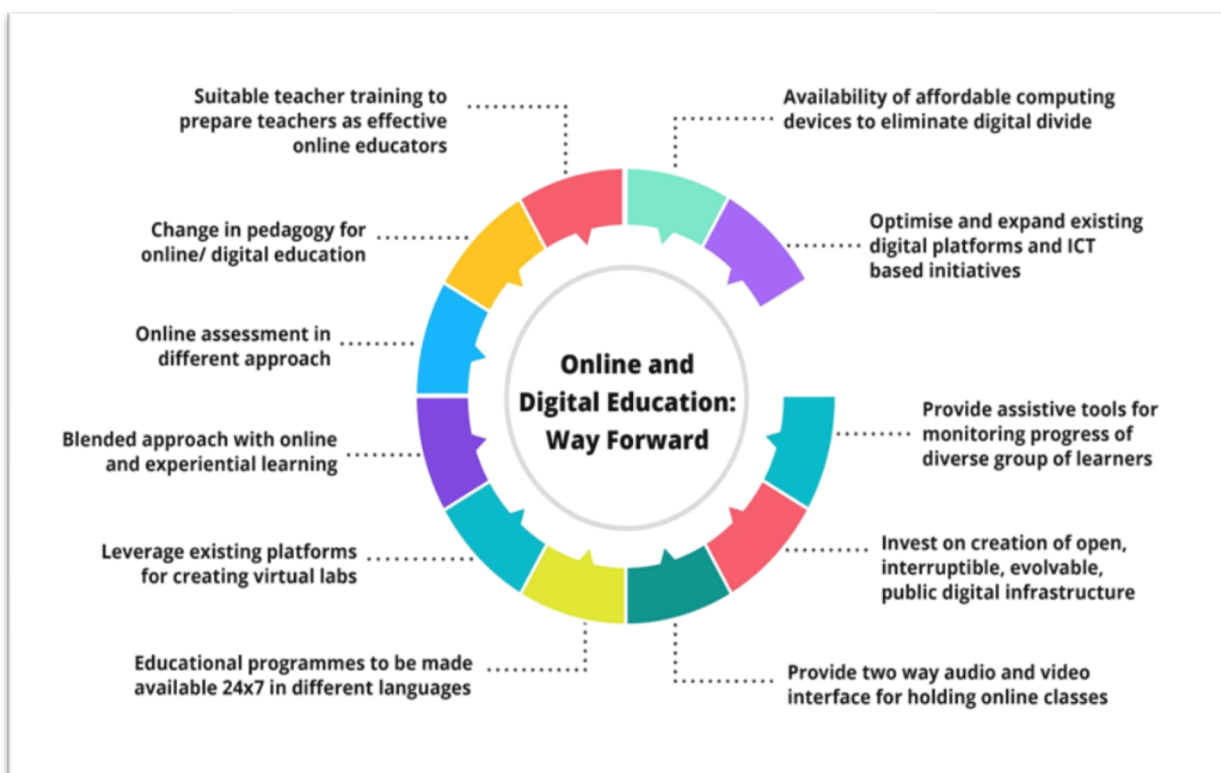 Suitable teacher training to
prepare teachers as effective
online educators
Availability of affordable computing
devices to eliminate digital divide
Change in pedagogy for
online/ digital education
Optimise and expand existing
digital platforms and ICT
based initiatives
Online assessment in
different approach
Online and
Digital Education:
Way Forward
Blended approach with online
and experiential learning
Provide assistive tools for
monitoring progress of
diverse group of learners
Leverage existing platforms
for creating virtual labs
Invest on creation of open,
interruptible, evolvable,
public digital infrastructure
Educational programmes to be made
available 24x7 in different languages
Provide two way audio and video
interface for holding online classes